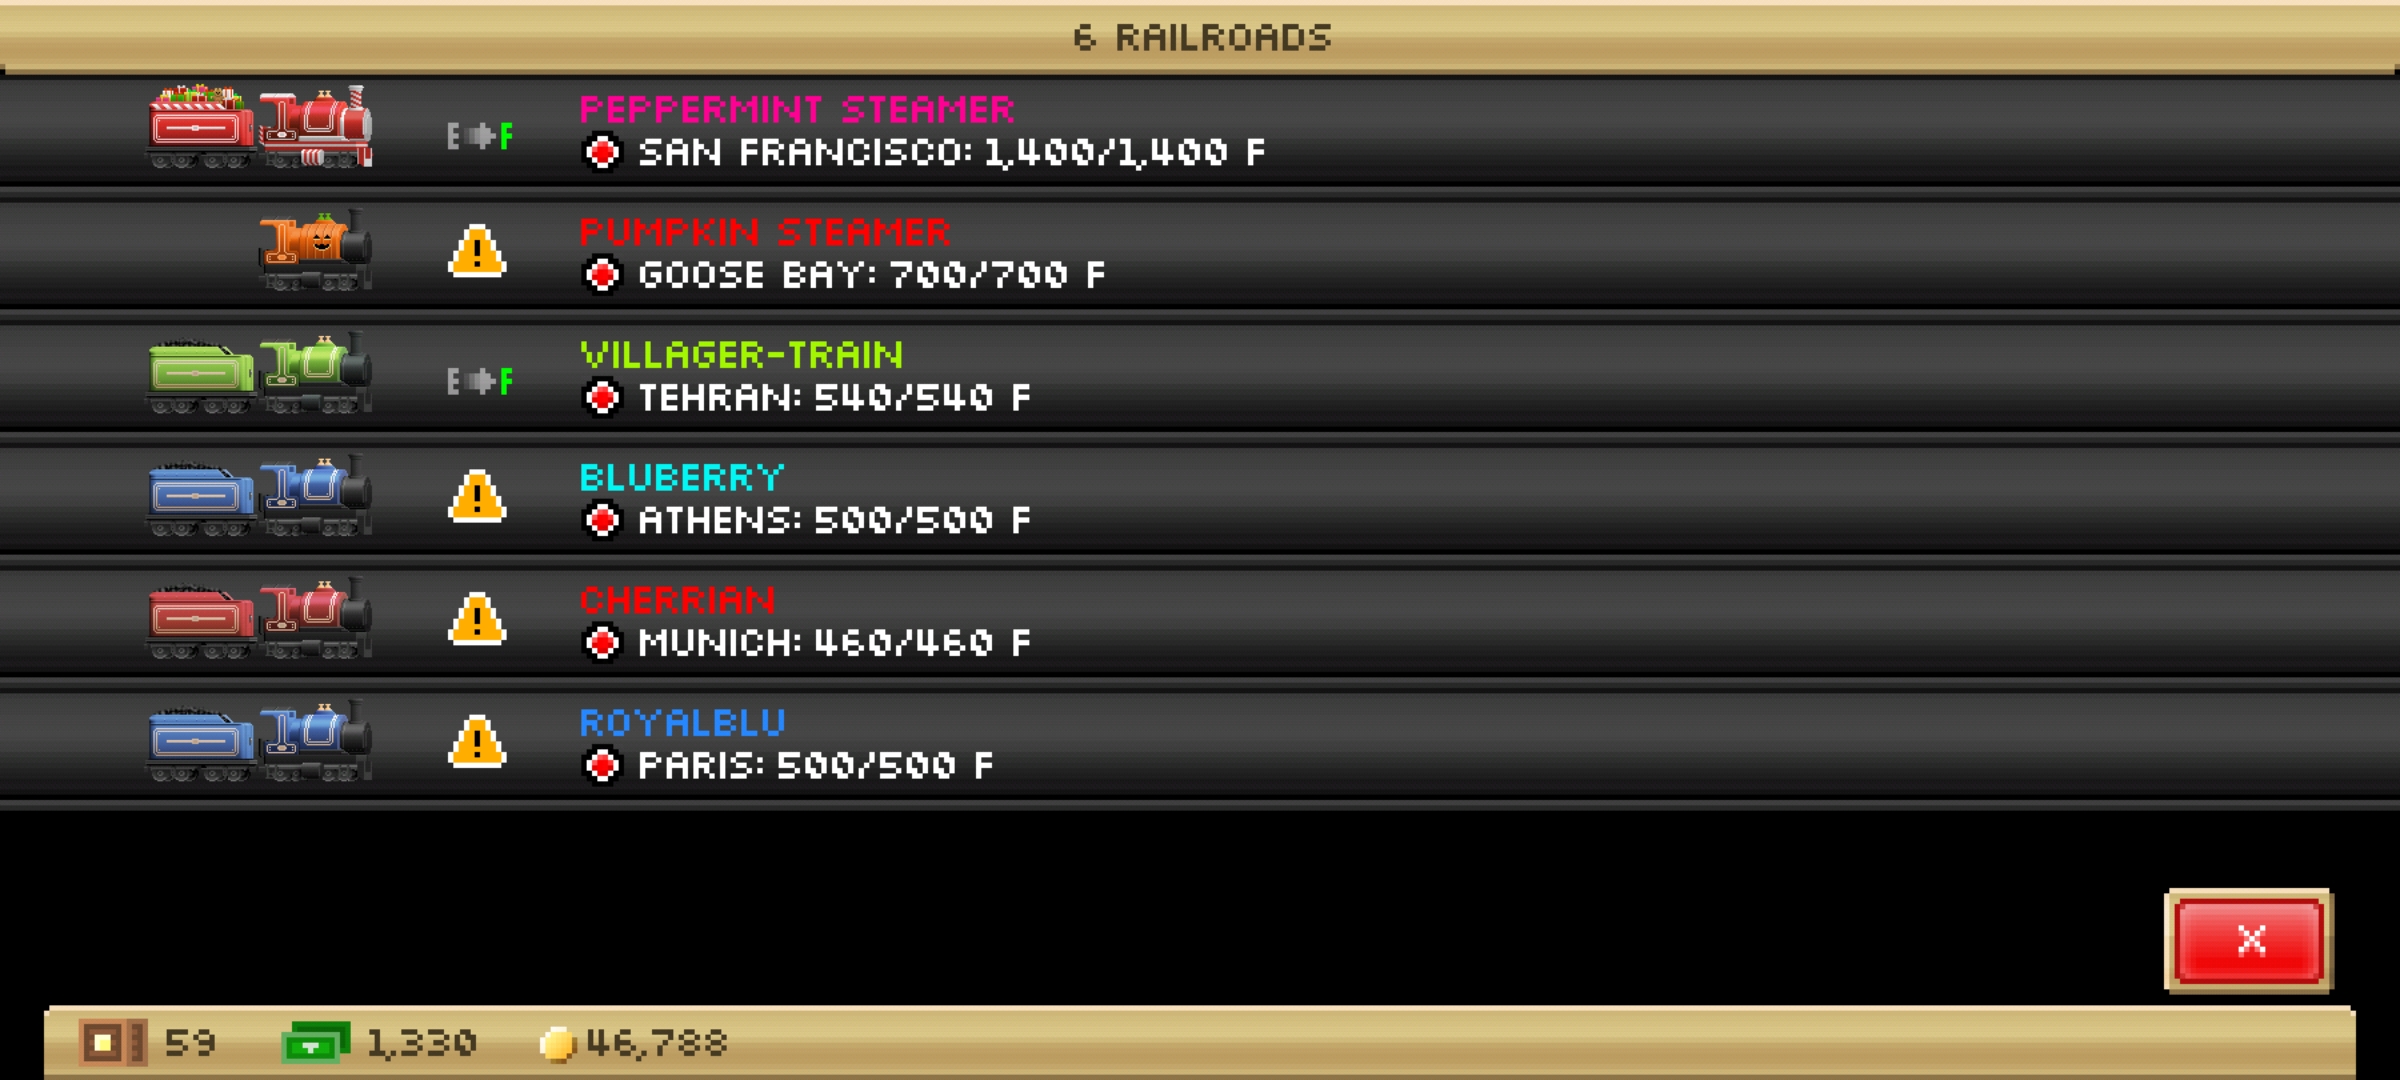 6 RAILROADS
E F
PEPPERMINT STEAMER
SAN FRANCISCO: 1,400/1,400 F
!
PUMPKIN STEAMER
GOOSE BAY: 700/700 F
E F
VILLAGER-TRAIN
TEHRAN: 540/540 F
!
BLUBERRY
ATHENS: 500/500 F
!
CHERRIAN
MUNICH: 460/460 F
!
ROYALBLU
PARIS: 500/500 F
X
59 1,330 46,788